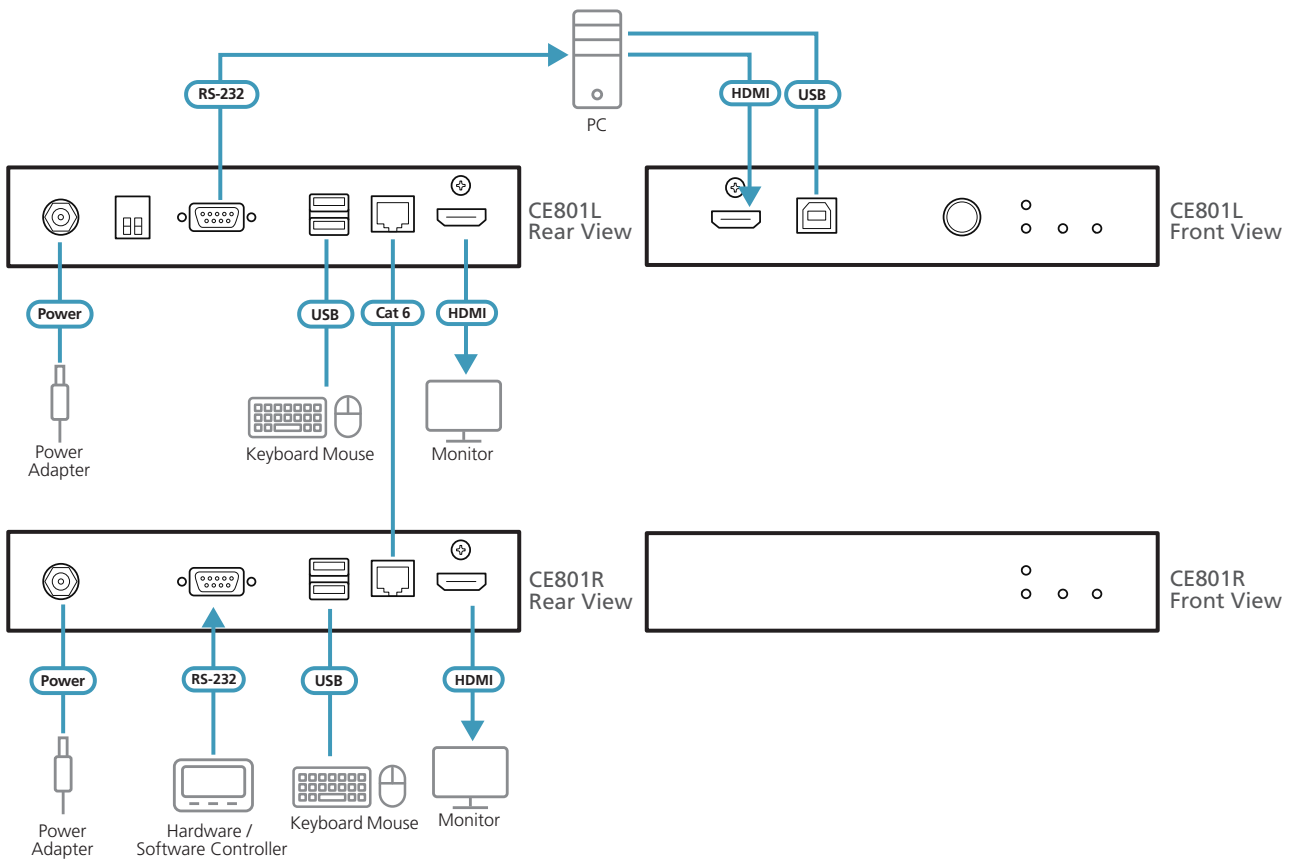 RS-232
HDMI
USB
PC
CE801L
Rear View
CE801L
Front View
Power
USB
Cat 6
HDMI
Power
Adapter
Keyboard Mouse
Monitor
CE801R
Rear View
CE801R
Front View
Power
RS-232
USB
HDMI
Power
Adapter
Hardware /
Software Controller
Keyboard Mouse
Monitor